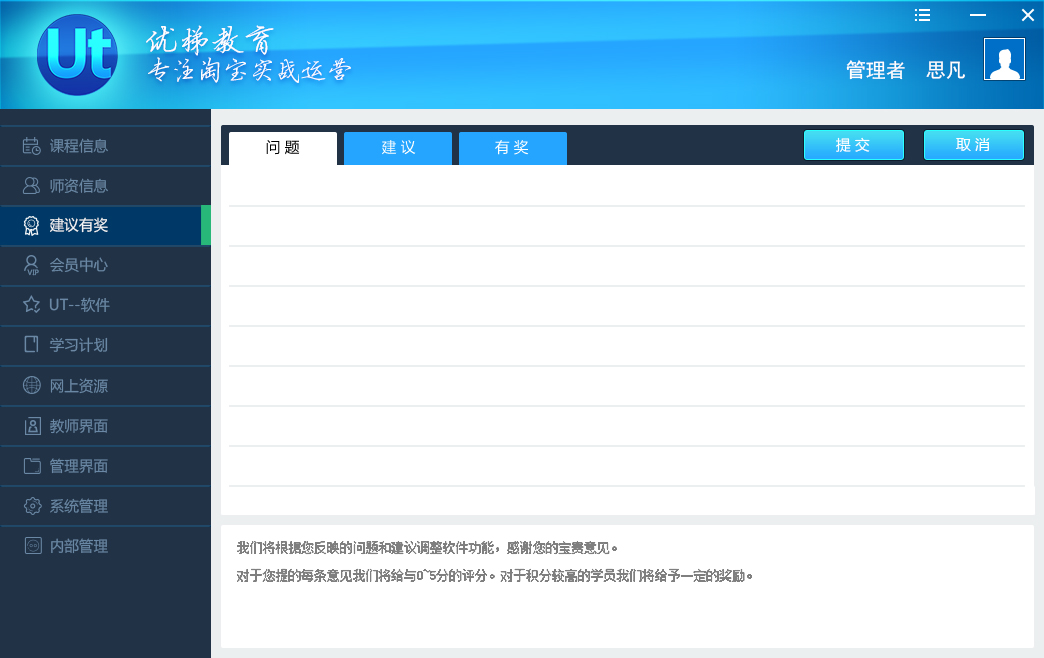 Ut
优梯教育
专注淘宝实战运营
管理者 思凡
课程信息
师资信息
建议有奖
VIP
会员中心
UT--软件
学习计划
网上资源
教师界面
管理界面
系统管理
内部管理
问 题
建 议
有 奖
提 交
取 消
我们将根据您反映的问题和建议调整软件功能，感谢您的宝贵意见。
对于您提的每条意见我们将给与0~5分的评分。对于积分较高的学员我们将给予一定的奖励。